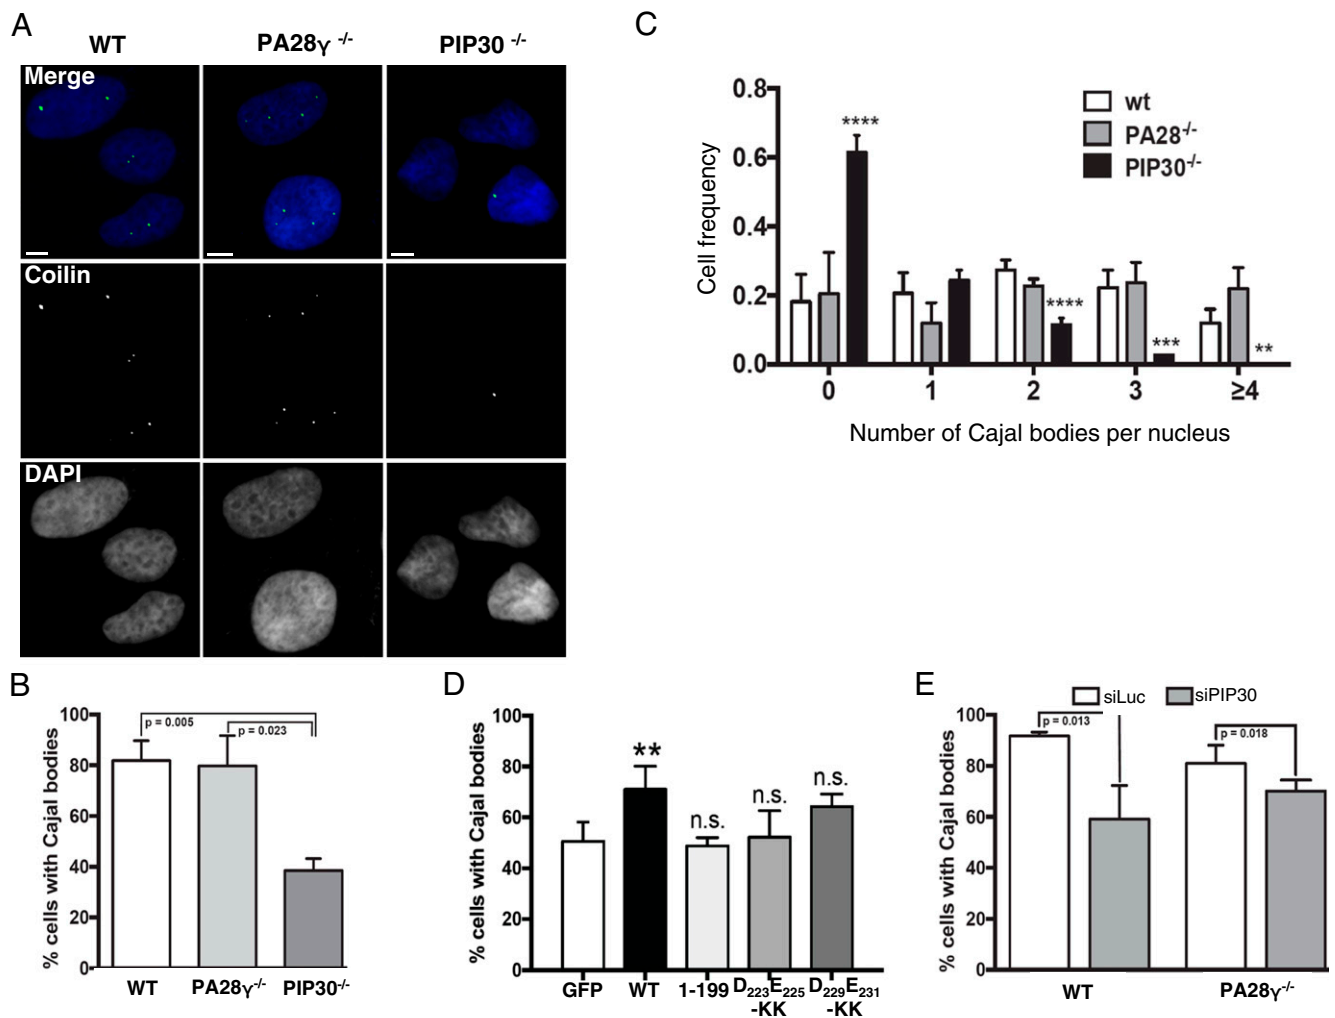 A
WT
PA28γ -/-
PIP30 -/-
Merge
Coilin
DAPI
C
Cell frequency
0.8
0.6
0.4
0.2
0.0
wt
PA28-/-
PIP30-/-
****
****
***
**
0 1 2 3 ≥4
Number of Cajal bodies per nucleus
B
% cells with Cajal bodies
100
80
60
40
20
0
p = 0.005
p = 0.023
WT PA28γ-/- PIP30-/-
D
% cells with Cajal bodies
100
80
60
40
20
0
**
n.s.
n.s.
n.s.
GFP WT 1-199 D223E225 D229E231
-KK -KK
E
siLuc siPIP30
% cells with Cajal bodies
100
80
60
40
20
0
p = 0.013
p = 0.018
WT PA28γ-/-